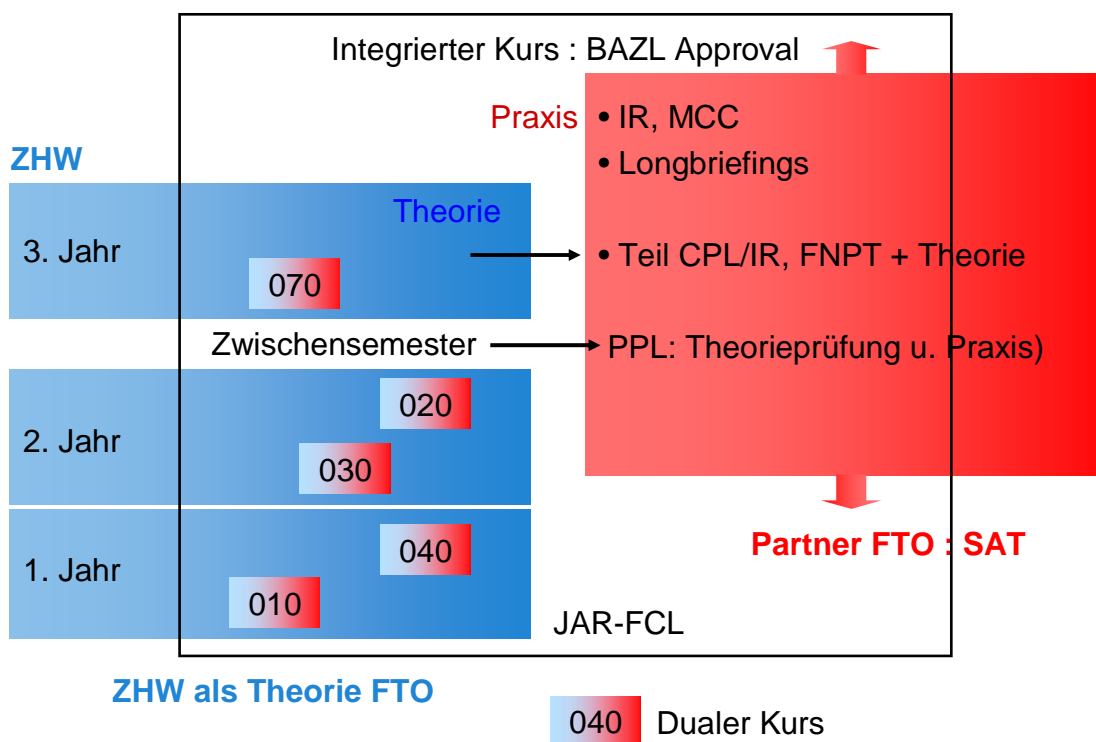 Integrierter Kurs : BAZL Approval
Praxis
• IR, MCC
• Longbriefings
ZHW
Theorie
3. Jahr
070
• Teil CPL/IR, FNPT + Theorie
Zwischensemester
PPL: Theorieprüfung u. Praxis)
020
2. Jahr
030
040
1. Jahr
010
Partner FTO : SAT
JAR-FCL
ZHW als Theorie FTO
040 Dualer Kurs